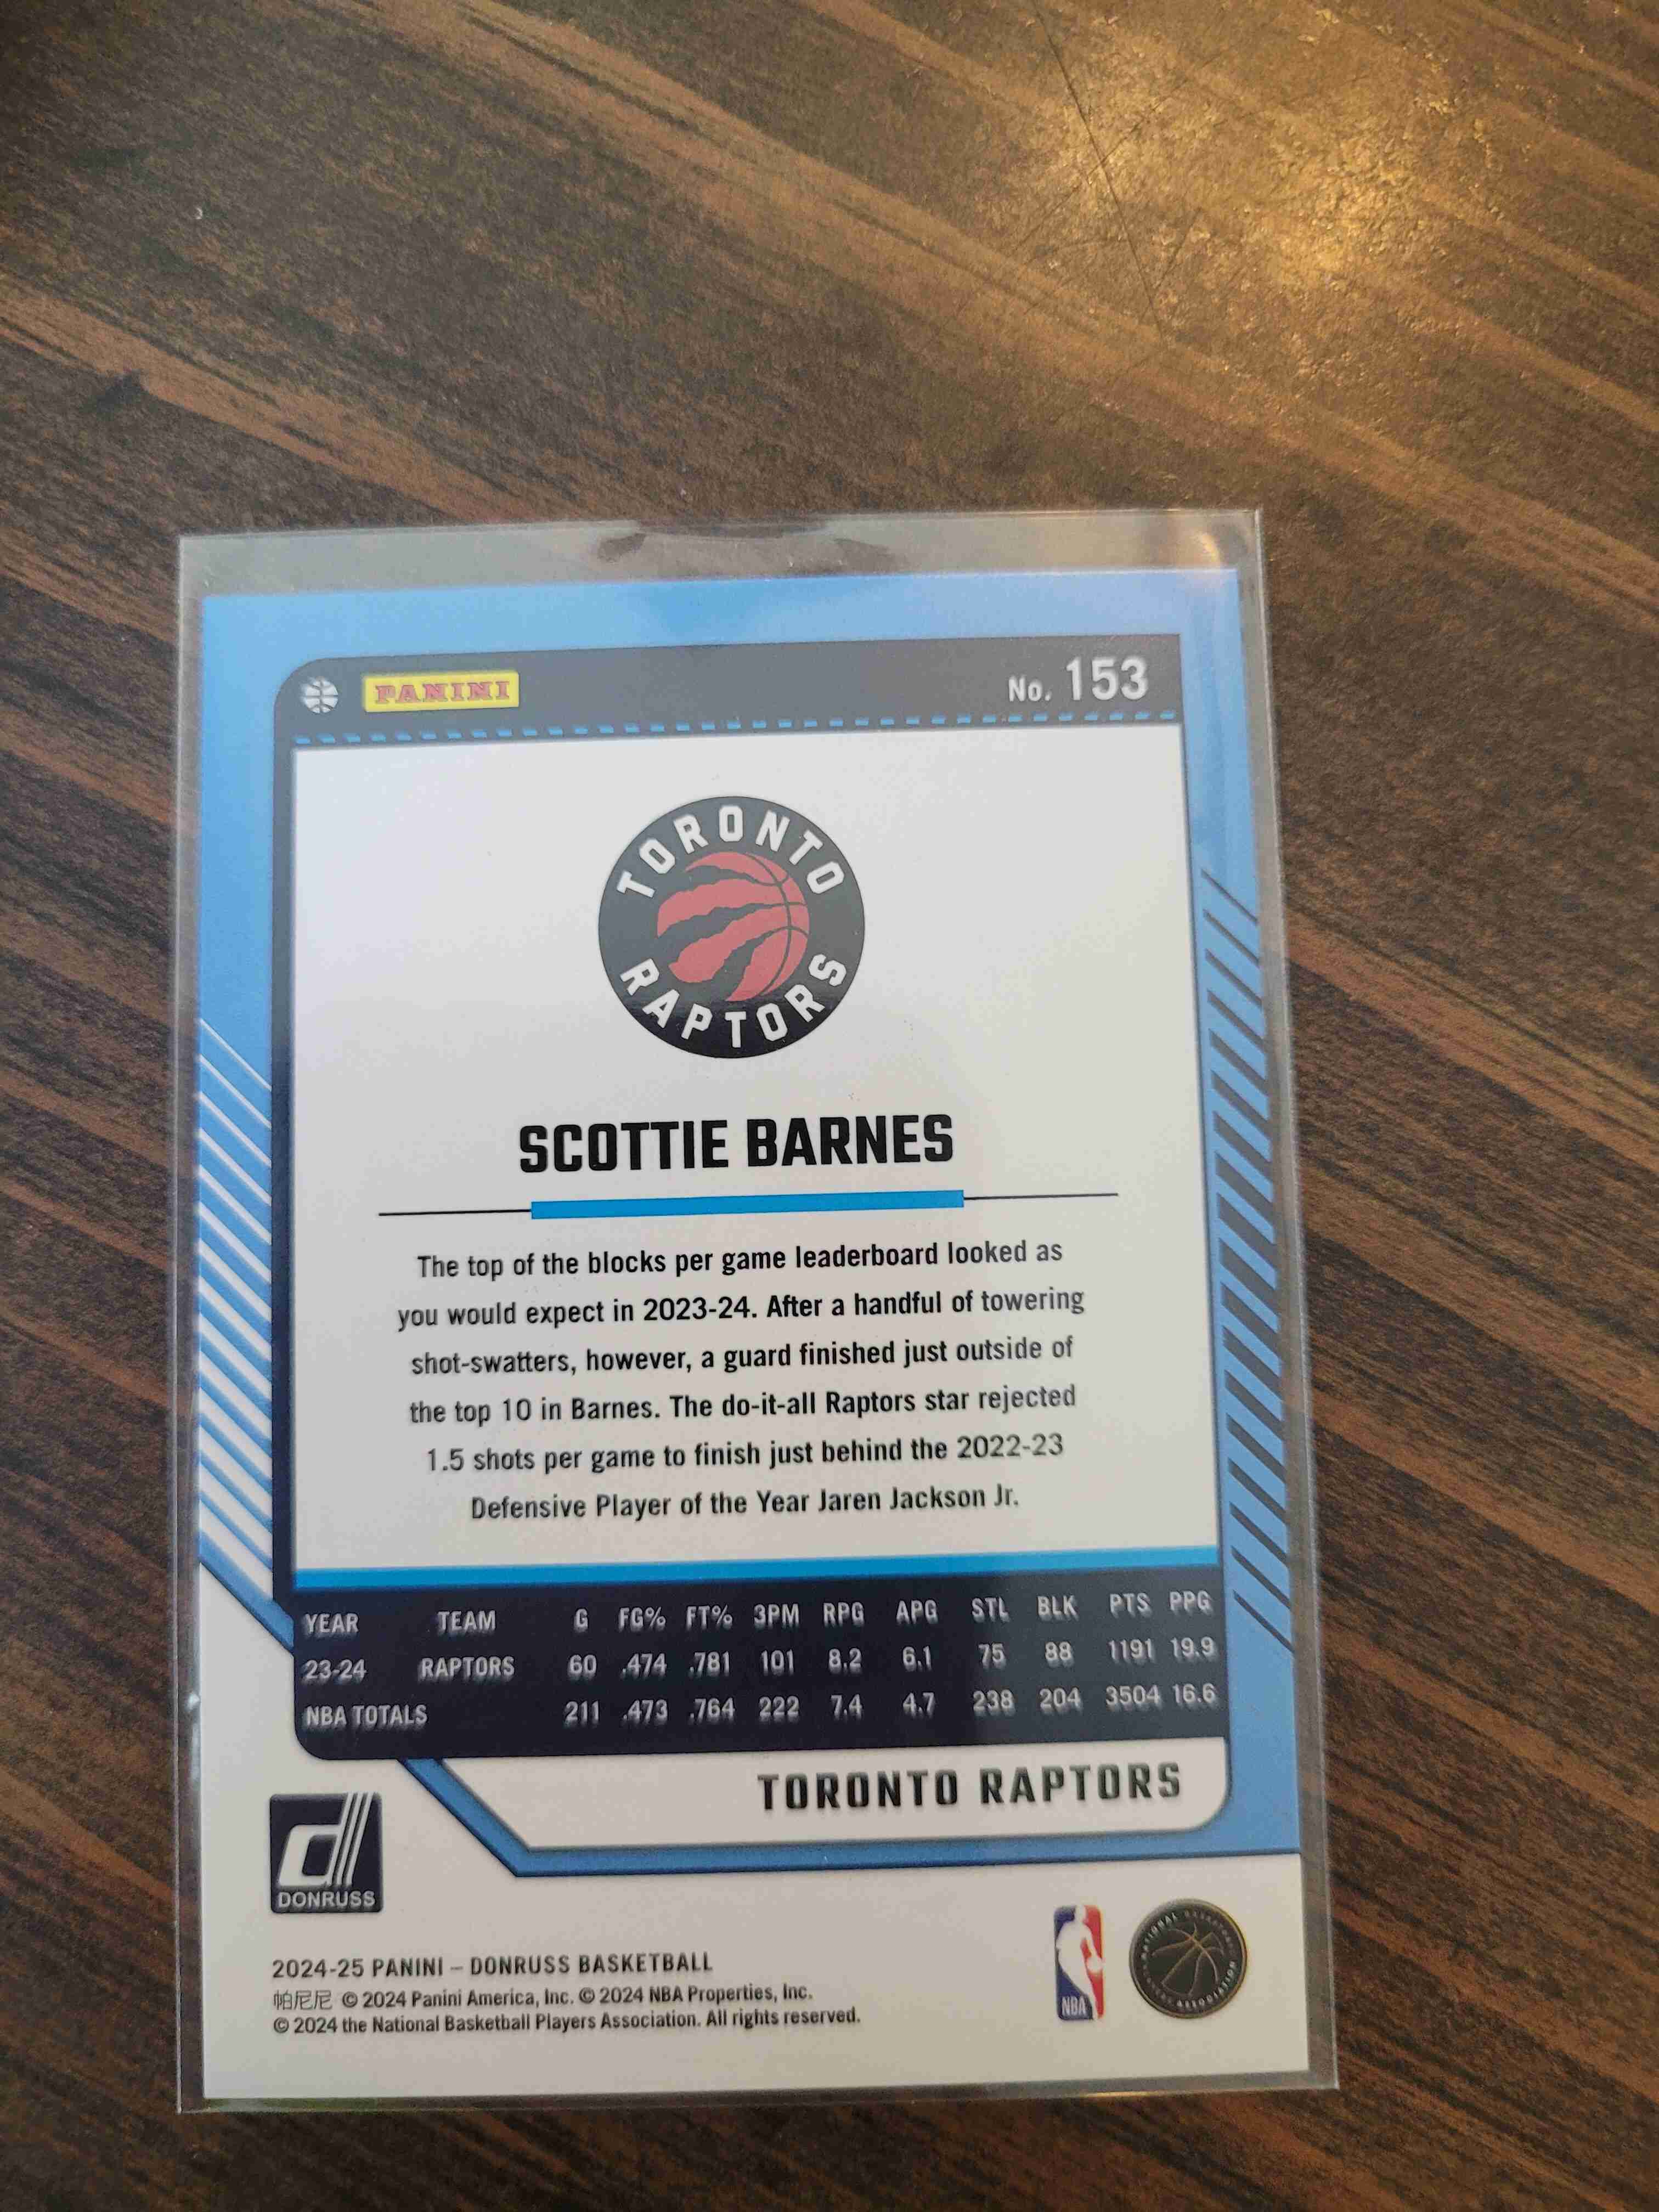 PANINI
No. 153
TORONTO
RAPTORS
SCOTTIE BARNES
The top of the blocks per game leaderboard looked as
you would expect in 2023-24. After a handful of towering
shot-swatters, however, a guard finished just outside of
the top 10 in Barnes. The do-it-all Raptors star rejected
1.5 shots per game to finish just behind the 2022-23
Defensive Player of the Year Jaren Jackson Jr.
YEAR TEAM G FG% FT% 3PM RPG APG STL BLK PTS PPG
23-24 RAPTORS 60 .474 .781 101 8.2 6.1 75 88 1191 19.9
NBA TOTALS 211 .473 .764 222 7.4 4.7 238 204 3504 16.6
TORONTO RAPTORS
d
DONRUSS
2024-25 PANINI – DONRUSS BASKETBALL
帕尼尼 © 2024 Panini America, Inc. © 2024 NBA Properties, Inc.
© 2024 the National Basketball Players Association. All rights reserved.
NBA
NATIONAL BASKETBALL
PLAYERS ASSOCIATION